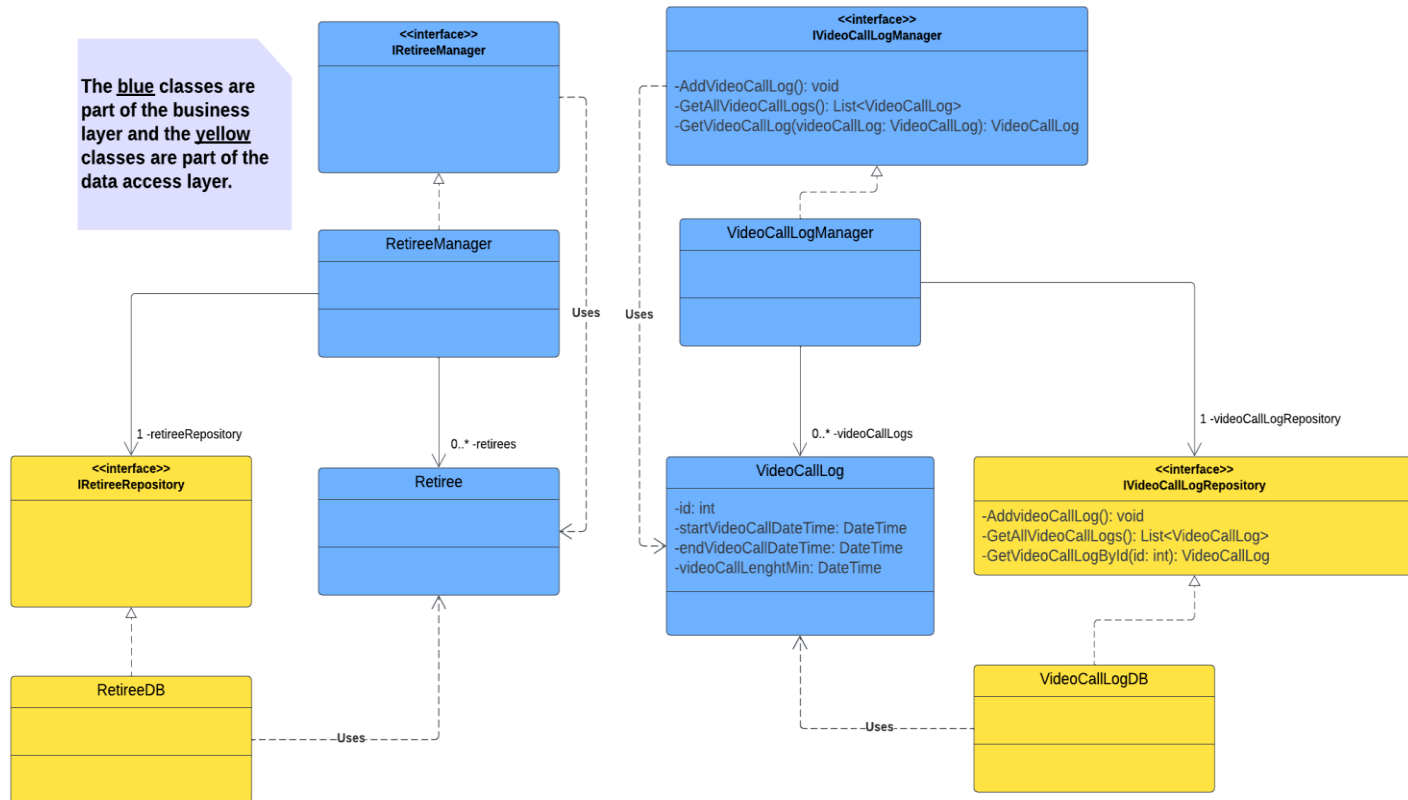 The blue classes are
part of the business
layer and the yellow
classes are part of the
data access layer.
<<interface>>
IRetireeManager
<<interface>>
IVideoCallLogManager
-AddVideoCallLog(): void
-GetAllVideoCallLogs(): List<VideoCallLog>
-GetVideoCallLog(videoCallLog: VideoCallLog): VideoCallLog
RetireeManager
VideoCallLogManager
Uses
Uses
1 -retireeRepository
0..* -retirees
0..* -videoCallLogs
1 -videoCallLogRepository
<<interface>>
IRetireeRepository
Retiree
VideoCallLog
-id: int
-startVideoCallDateTime: DateTime
-endVideoCallDateTime: DateTime
-videoCallLenghtMin: DateTime
<<interface>>
IVideoCallLogRepository
-AddvideoCallLog(): void
-GetAllVideoCallLogs(): List<VideoCallLog>
-GetVideoCallLogById(id: int): VideoCallLog
RetireeDB
Uses
Uses
VideoCallLogDB